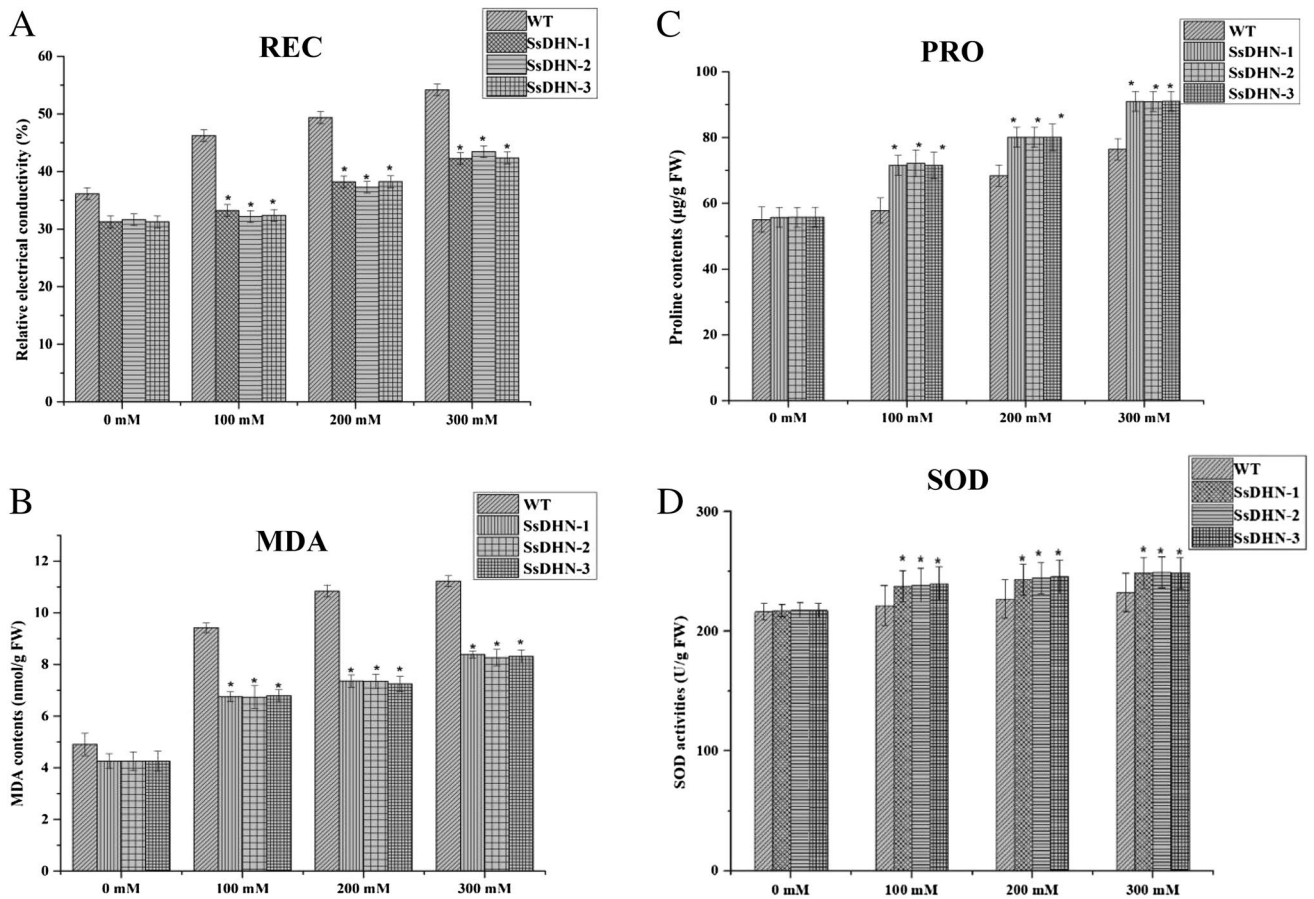 A
REC
WT
SsDHN-1
SsDHN-2
SsDHN-3
Relative electrical conductivity (%)
60
50
40
30
20
10
0
* * * * * * * * *
0 mM 100 mM 200 mM 300 mM
C
PRO
WT
SsDHN-1
SsDHN-2
SsDHN-3
Proline contents (μg/g FW)
100
80
60
40
20
0
* * * * * * * * *
0 mM 100 mM 200 mM 300 mM
B
MDA
WT
SsDHN-1
SsDHN-2
SsDHN-3
MDA contents (nmol/g FW)
12
10
8
6
4
2
0
* * * * * * * * *
0 mM 100 mM 200 mM 300 mM
D
SOD
WT
SsDHN-1
SsDHN-2
SsDHN-3
SOD activities (U/g FW)
300
200
100
0
* * * * * * * * *
0 mM 100 mM 200 mM 300 mM